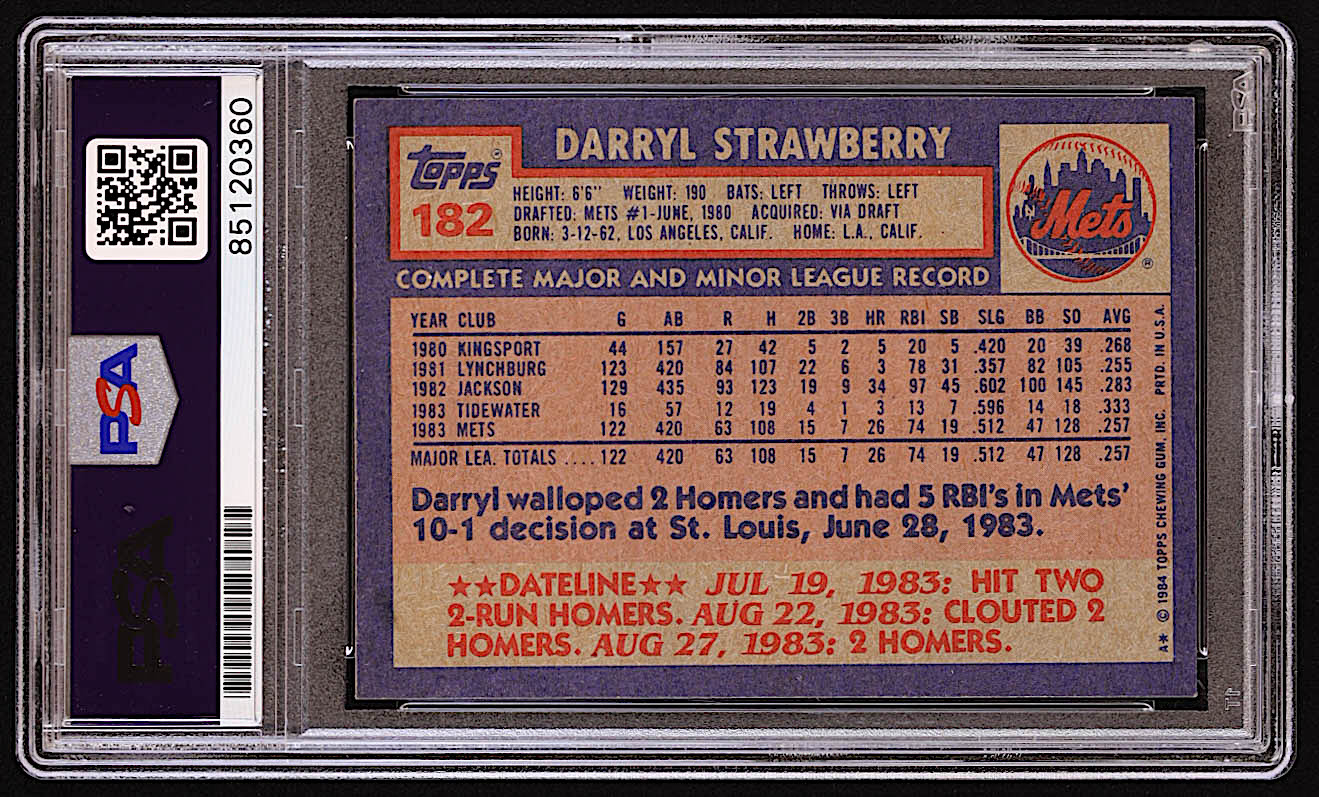 PSA
85120360
PSA
PSA
TT
DARRYL STRAWBERRY
TOPPS®
182
HEIGHT: 6'6" WEIGHT: 190 BATS: LEFT THROWS: LEFT
DRAFTED: METS #1-JUNE, 1980 ACQUIRED: VIA DRAFT
BORN: 3-12-62, LOS ANGELES, CALIF. HOME: L.A., CALIF.
Mets
®
COMPLETE MAJOR AND MINOR LEAGUE RECORD
YEAR CLUB G AB R H 2B 3B HR RBI SB SLG BB SO AVG
1980 KINGSPORT 44 157 27 42 5 2 5 20 5 .420 20 39 .268
1981 LYNCHBURG 123 420 84 107 22 6 3 78 31 .357 82 105 .255
1982 JACKSON 129 435 93 123 19 9 34 97 45 .602 100 145 .283
1983 TIDEWATER 16 57 12 19 4 1 3 13 7 .596 14 18 .333
1983 METS 122 420 63 108 15 7 26 74 19 .512 47 128 .257
MAJOR LEA. TOTALS .... 122 420 63 108 15 7 26 74 19 .512 47 128 .257
Darryl walloped 2 Homers and had 5 RBI's in Mets'
10-1 decision at St. Louis, June 28, 1983.
★★DATELINE★★ JUL 19, 1983: HIT TWO
2-RUN HOMERS. AUG 22, 1983: CLOUTED 2
HOMERS. AUG 27, 1983: 2 HOMERS.
A* © 1984 TOPPS CHEWING GUM, INC. PRTD. IN U.S.A.
PSA